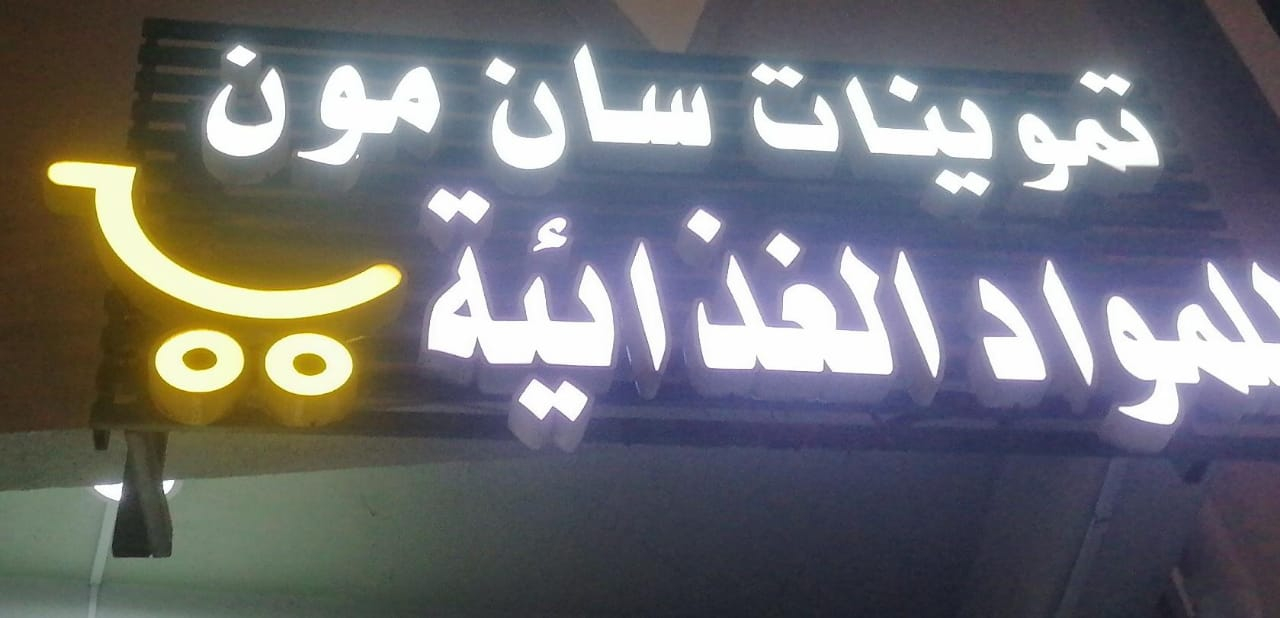 تموينات سان مون
للمواد الغذائية